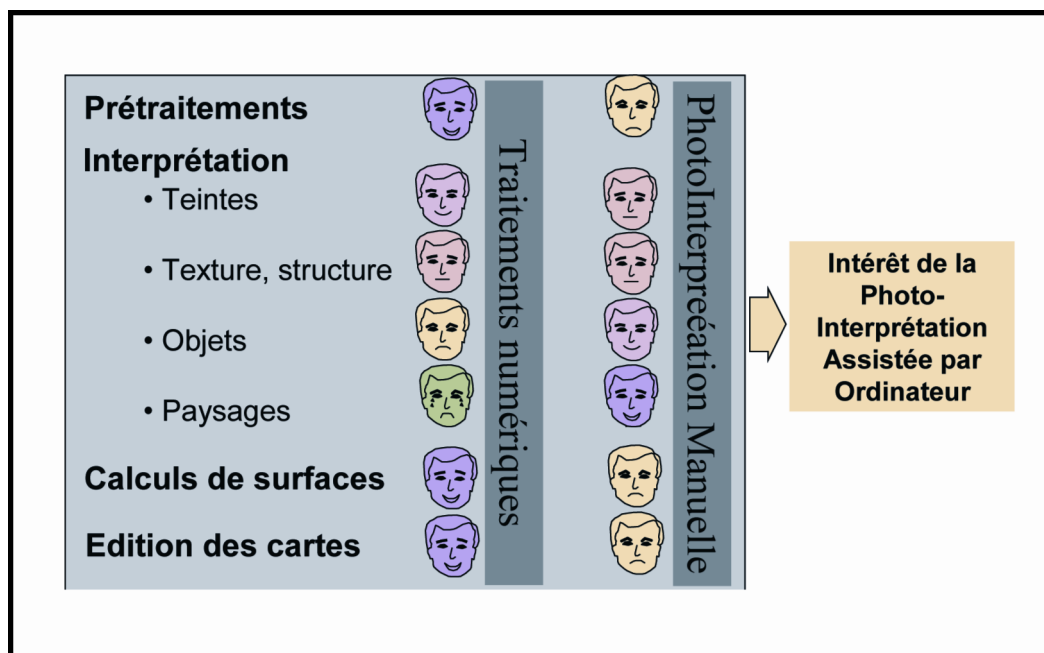 Prétraitements
Interprétation
• Teintes
• Texture, structure
• Objets
• Paysages
Calculs de surfaces
Edition des cartes
Traitements numériques
PhotoInterpreéation Manuelle
Intérêt de la
Photo-
Interprétation
Assistée par
Ordinateur